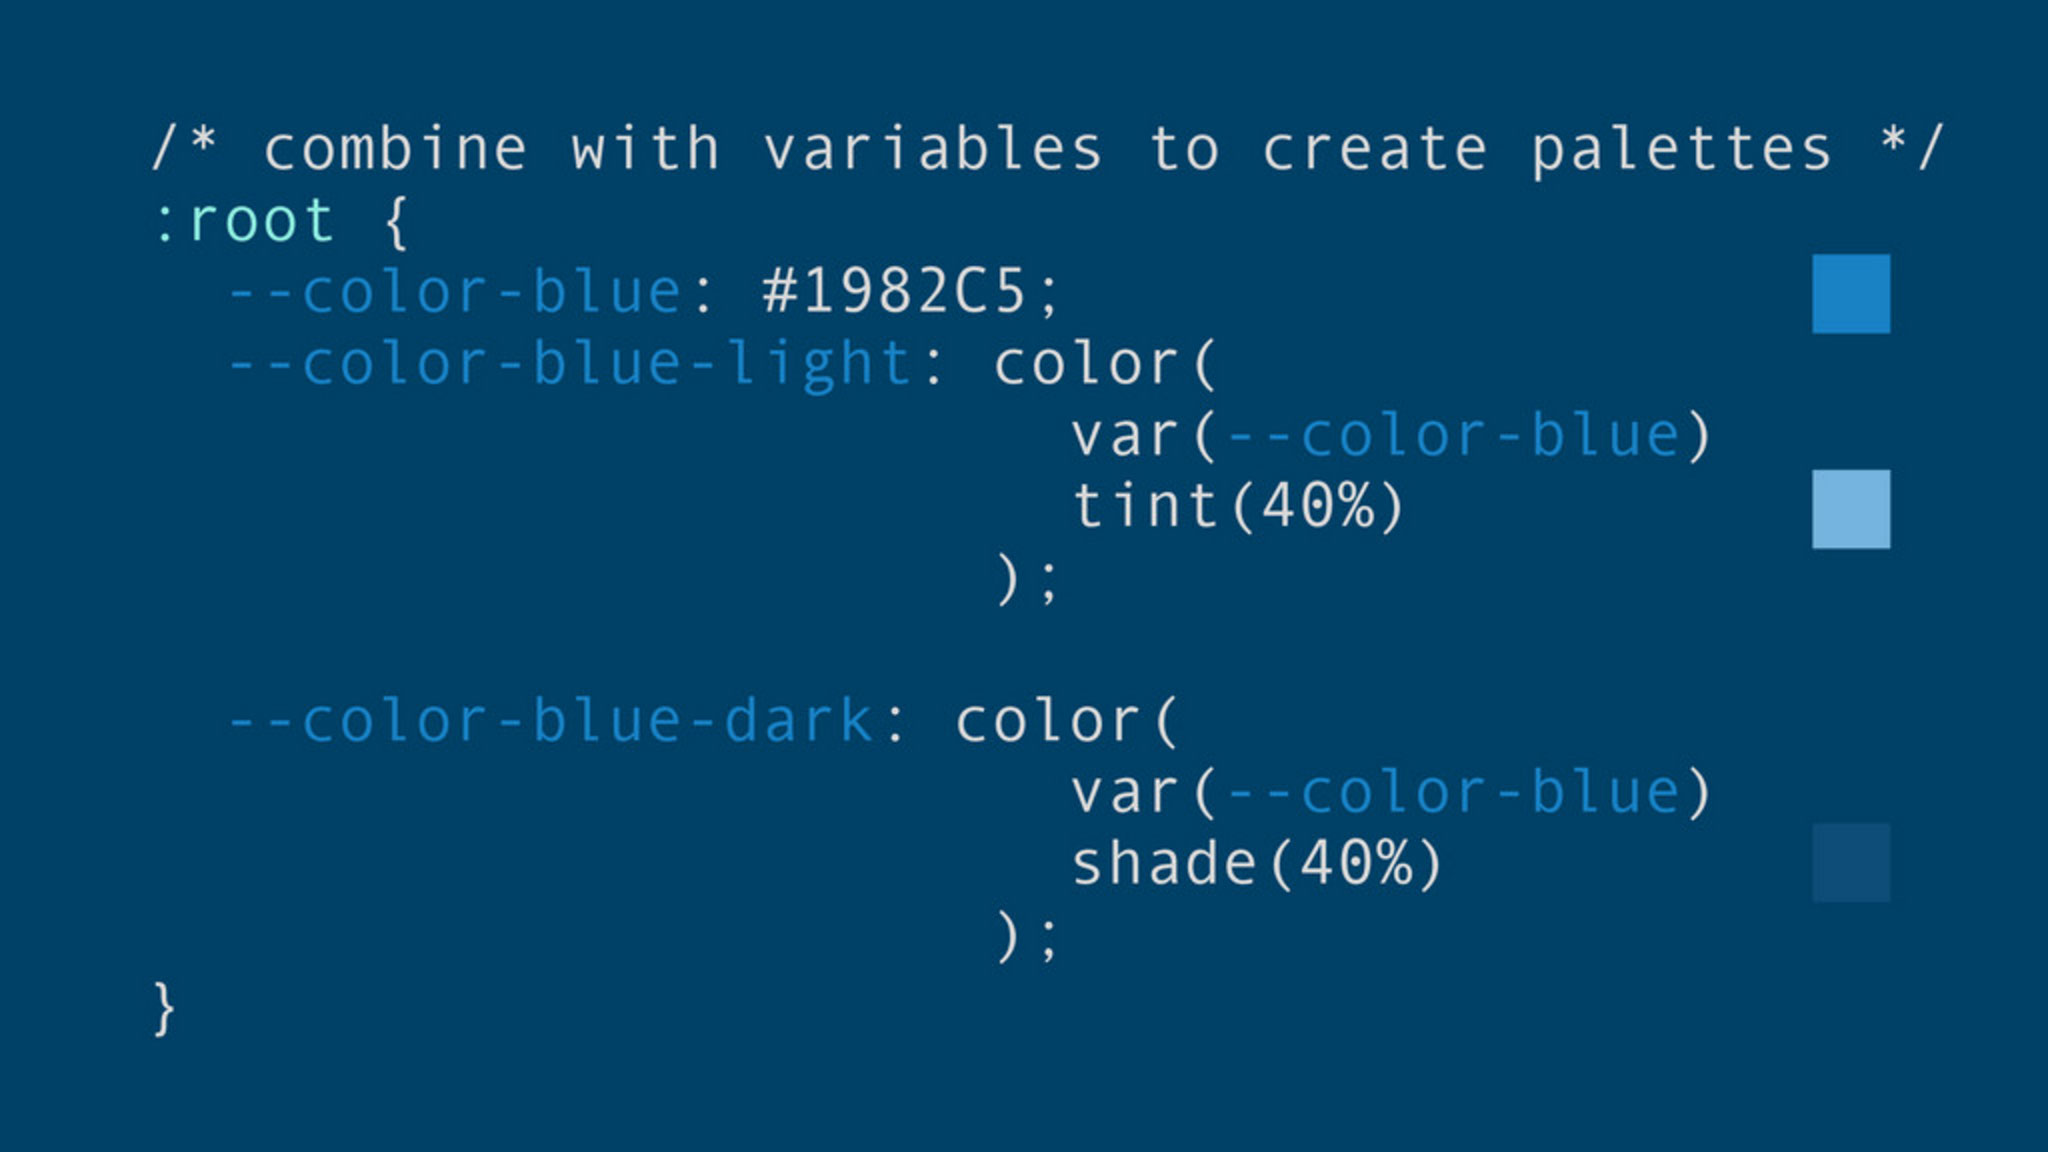 /* combine with variables to create palettes */
:root {
  --color-blue: #1982C5;
  --color-blue-light: color(
                      var(--color-blue)
                      tint(40%)
                    );
  --color-blue-dark: color(
                      var(--color-blue)
                      shade(40%)
                    );
}